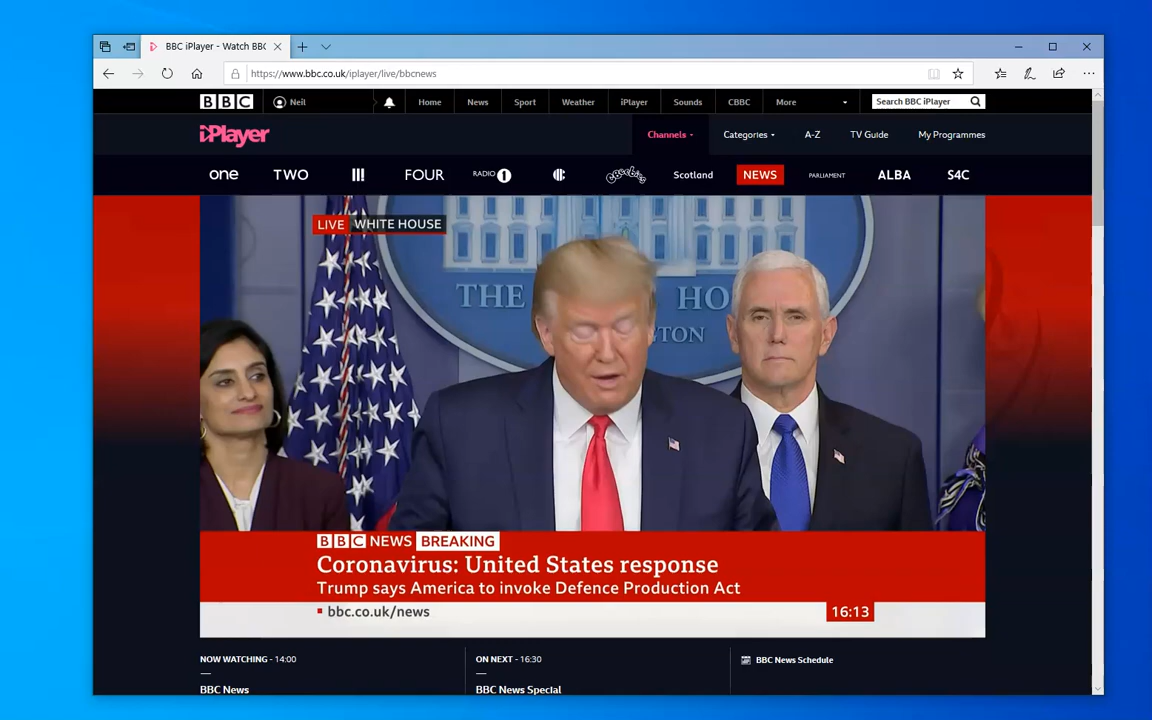 BBC iPlayer - Watch BBC
https://www.bbc.co.uk/iplayer/live/bbcnews
BBC Neil Home News Sport Weather iPlayer Sounds CBBC More Search BBC iPlayer
iPlayer Channels Categories A-Z TV Guide My Programmes
one TWO III FOUR RADIO 1 CBeebies Scotland NEWS PARLIAMENT ALBA S4C
LIVE WHITE HOUSE
THE HO
TON
BBC NEWS BREAKING
Coronavirus: United States response
Trump says America to invoke Defence Production Act
bbc.co.uk/news 16:13
NOW WATCHING - 14:00 ON NEXT - 16:30 BBC News Schedule
BBC News BBC News Special